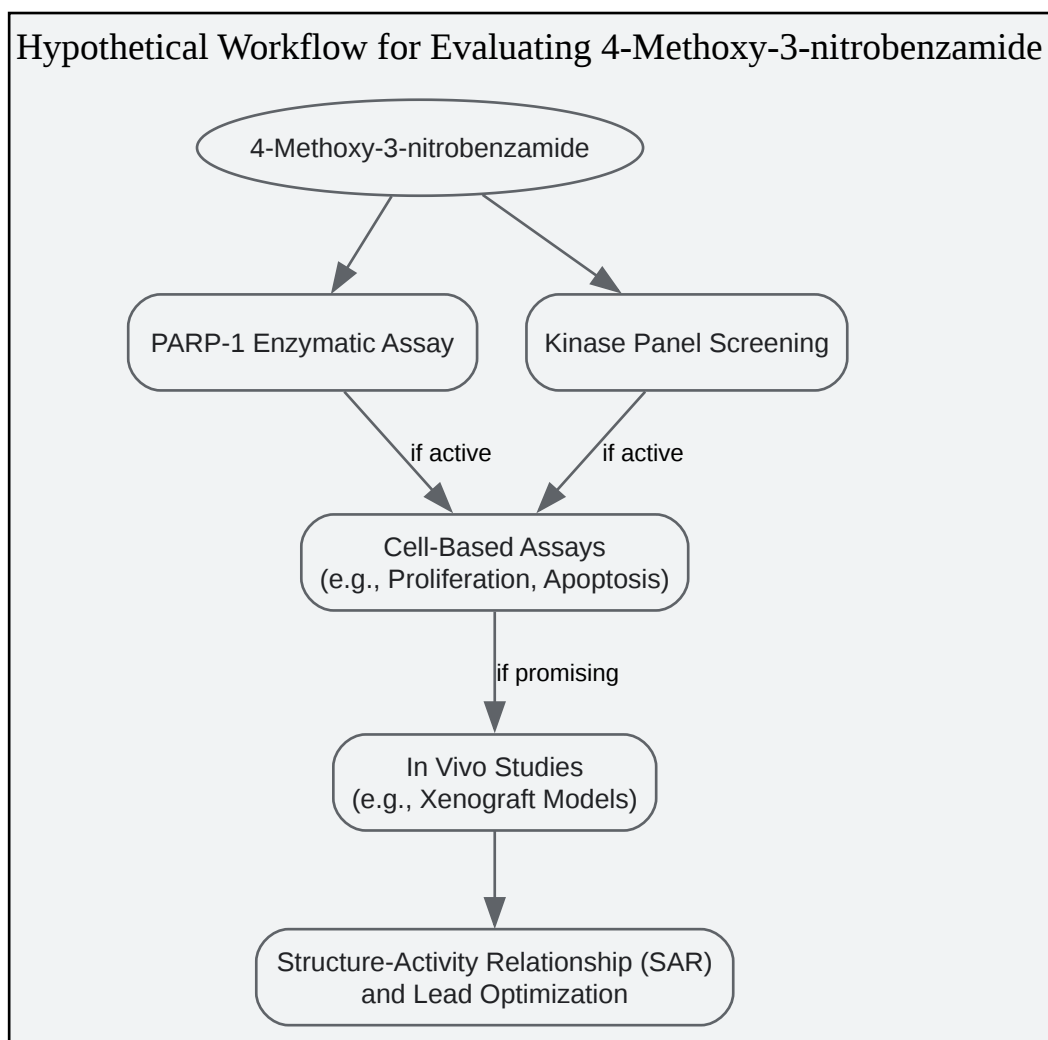 Hypothetical Workflow for Evaluating 4-Methoxy-3-nitrobenzamide
4-Methoxy-3-nitrobenzamide
PARP-1 Enzymatic Assay
Kinase Panel Screening
if active
if active
Cell-Based Assays
(e.g., Proliferation, Apoptosis)
if promising
In Vivo Studies
(e.g., Xenograft Models)
Structure-Activity Relationship (SAR)
and Lead Optimization